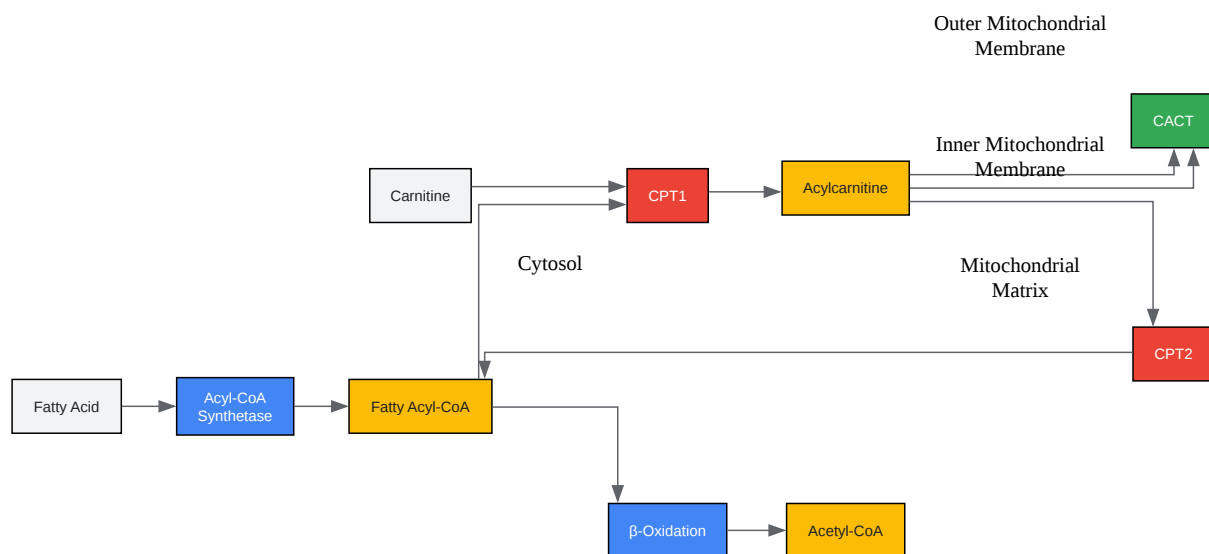 Outer Mitochondrial
Membrane
CACT
Inner Mitochondrial
Membrane
Carnitine
CPT1
Acylcarnitine
Cytosol
Mitochondrial
Matrix
CPT2
Fatty Acid
Acyl-CoA
Synthetase
Fatty Acyl-CoA
β-Oxidation
Acetyl-CoA